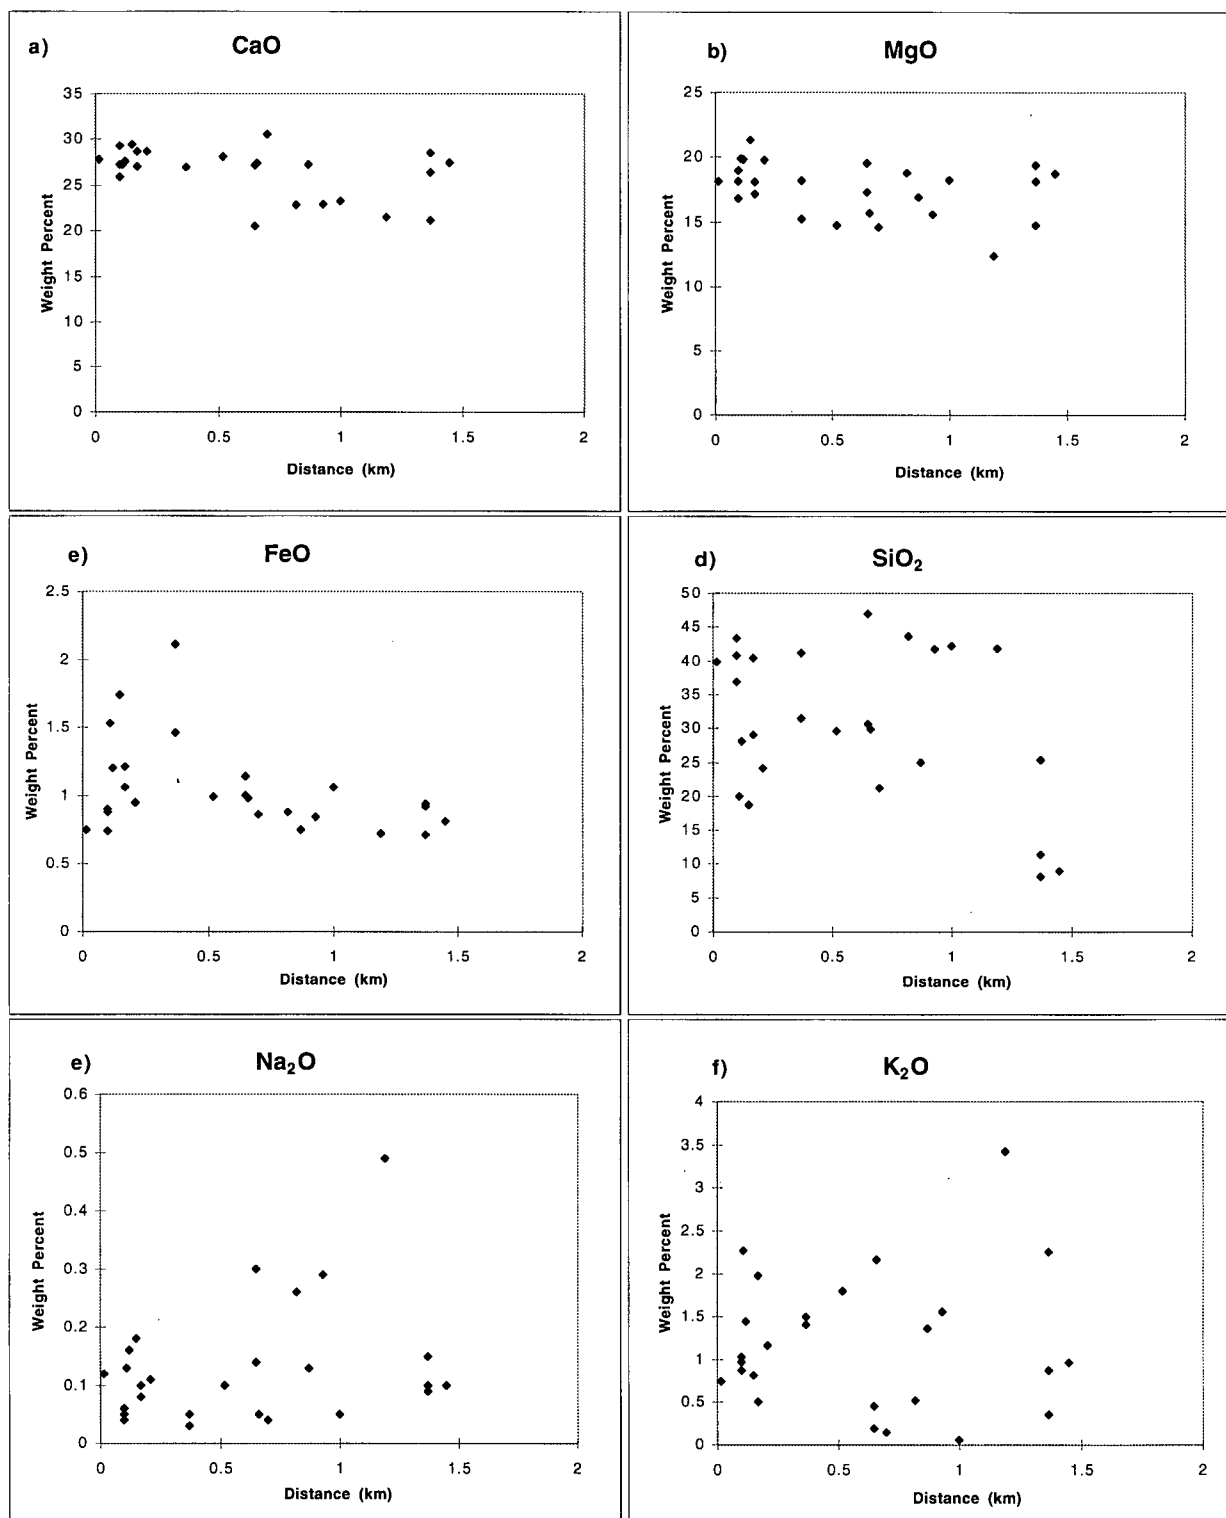 a) CaO
Weight Percent
35
30
25
20
15
10
5
0
0 0.5 1 1.5 2
Distance (km)
b) MgO
Weight Percent
25
20
15
10
5
0
0 0.5 1 1.5 2
Distance (km)
e) FeO
Weight Percent
2.5
2
1.5
1
0.5
0
0 0.5 1 1.5 2
Distance (km)
d) SiO₂
Weight Percent
50
45
40
35
30
25
20
15
10
5
0
0 0.5 1 1.5 2
Distance (km)
e) Na₂O
Weight Percent
0.6
0.5
0.4
0.3
0.2
0.1
0
0 0.5 1 1.5 2
Distance (km)
f) K₂O
Weight Percent
4
3.5
3
2.5
2
1.5
1
0.5
0
0 0.5 1 1.5 2
Distance (km)